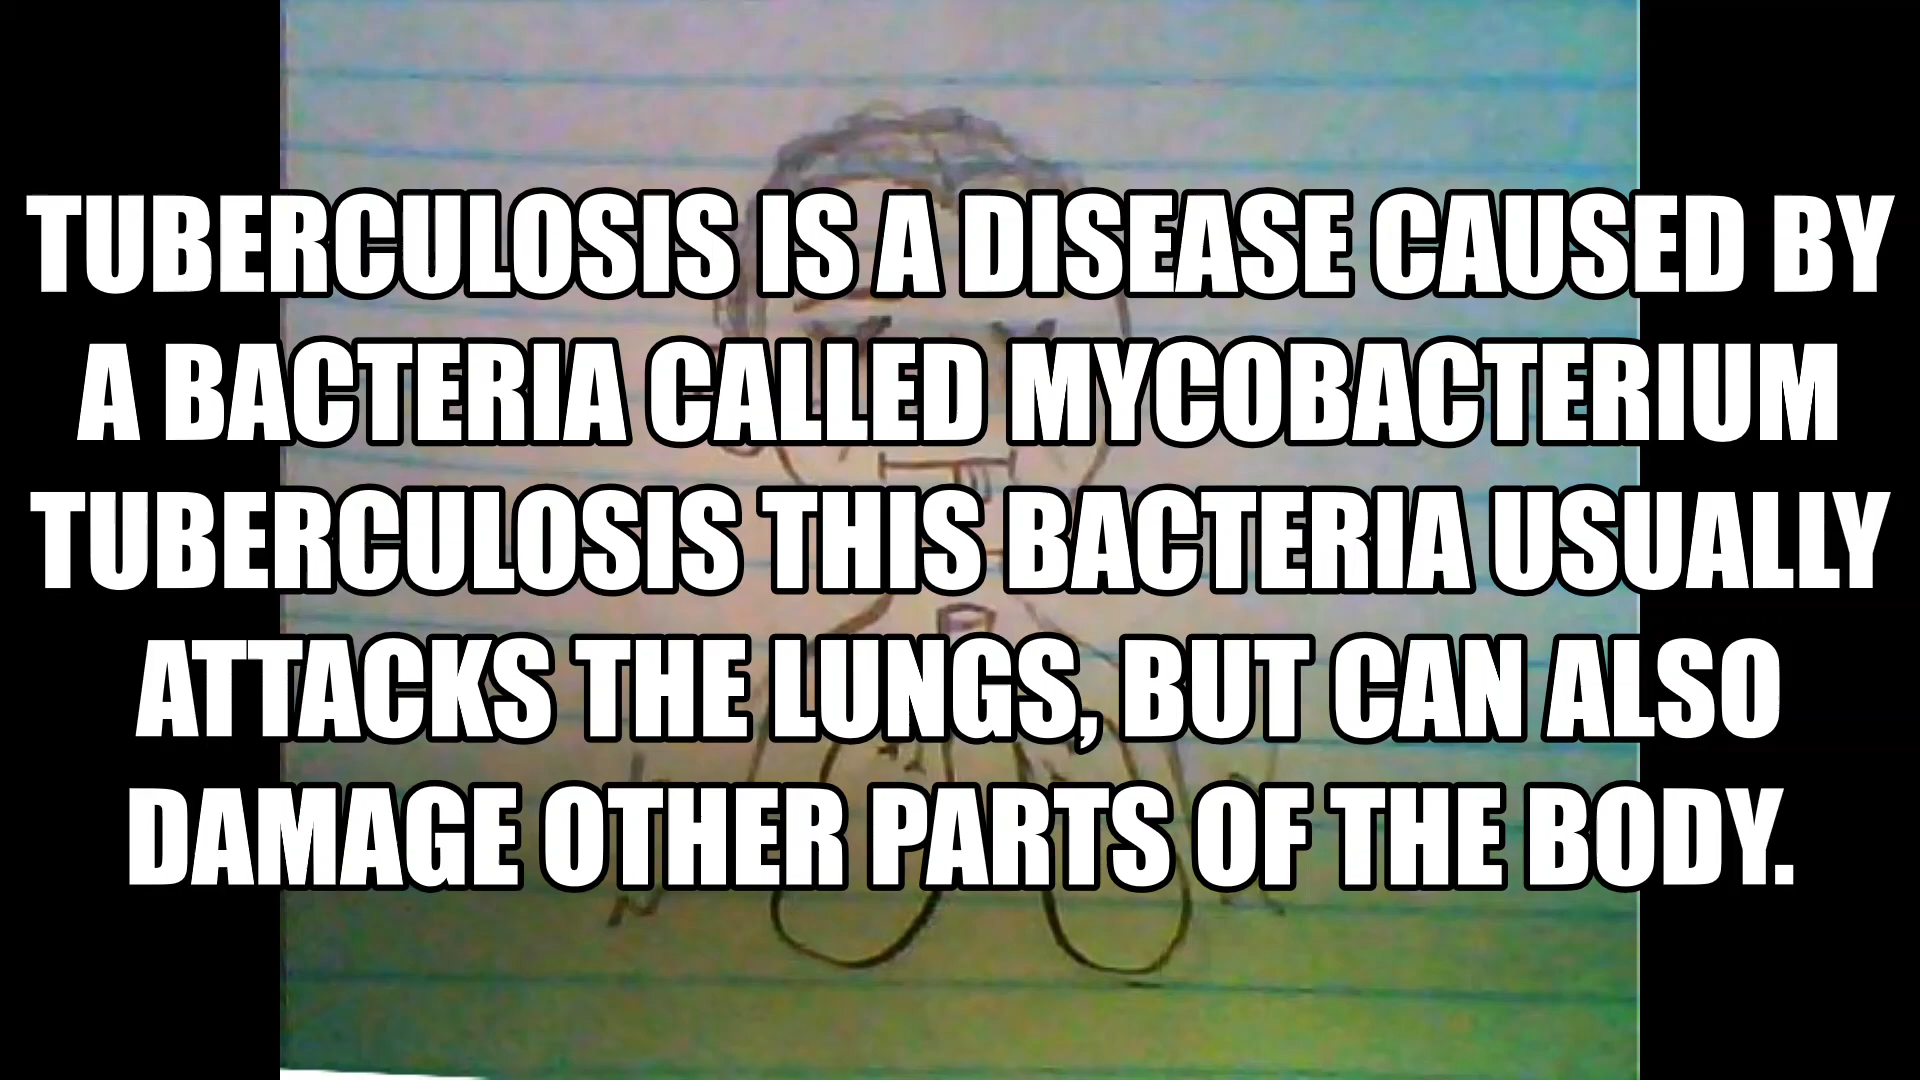 TUBERCULOSIS IS A DISEASE CAUSED BY
A BACTERIA CALLED MYCOBACTERIUM
TUBERCULOSIS THIS BACTERIA USUALLY
ATTACKS THE LUNGS, BUT CAN ALSO
DAMAGE OTHER PARTS OF THE BODY.